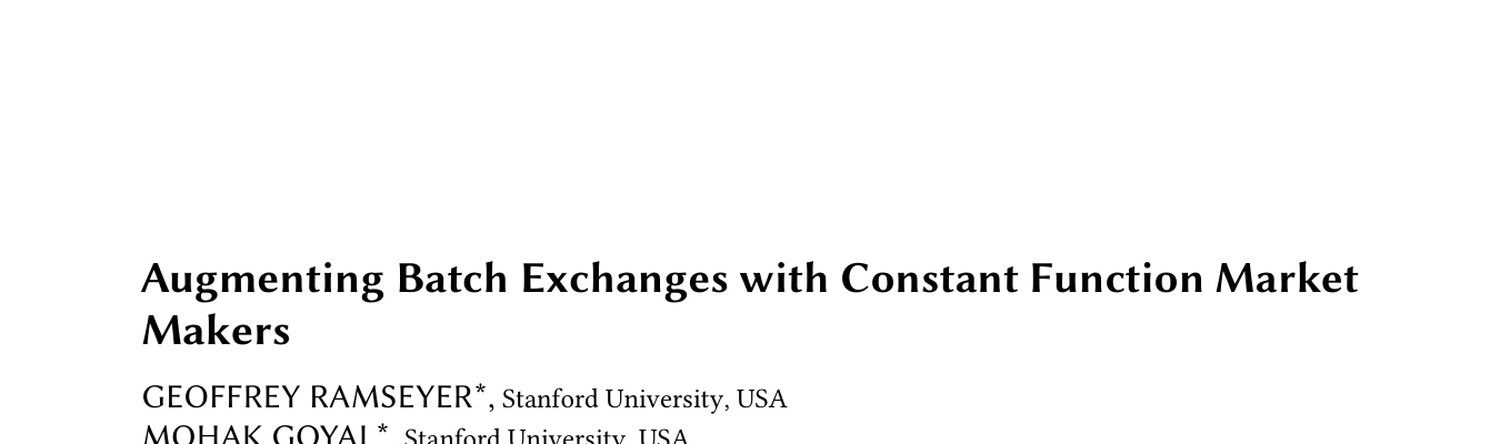 Augmenting Batch Exchanges with Constant Function Market
Makers
GEOFFREY RAMSEYER*, Stanford University, USA
MOHAK GOYAL*, Stanford University, USA